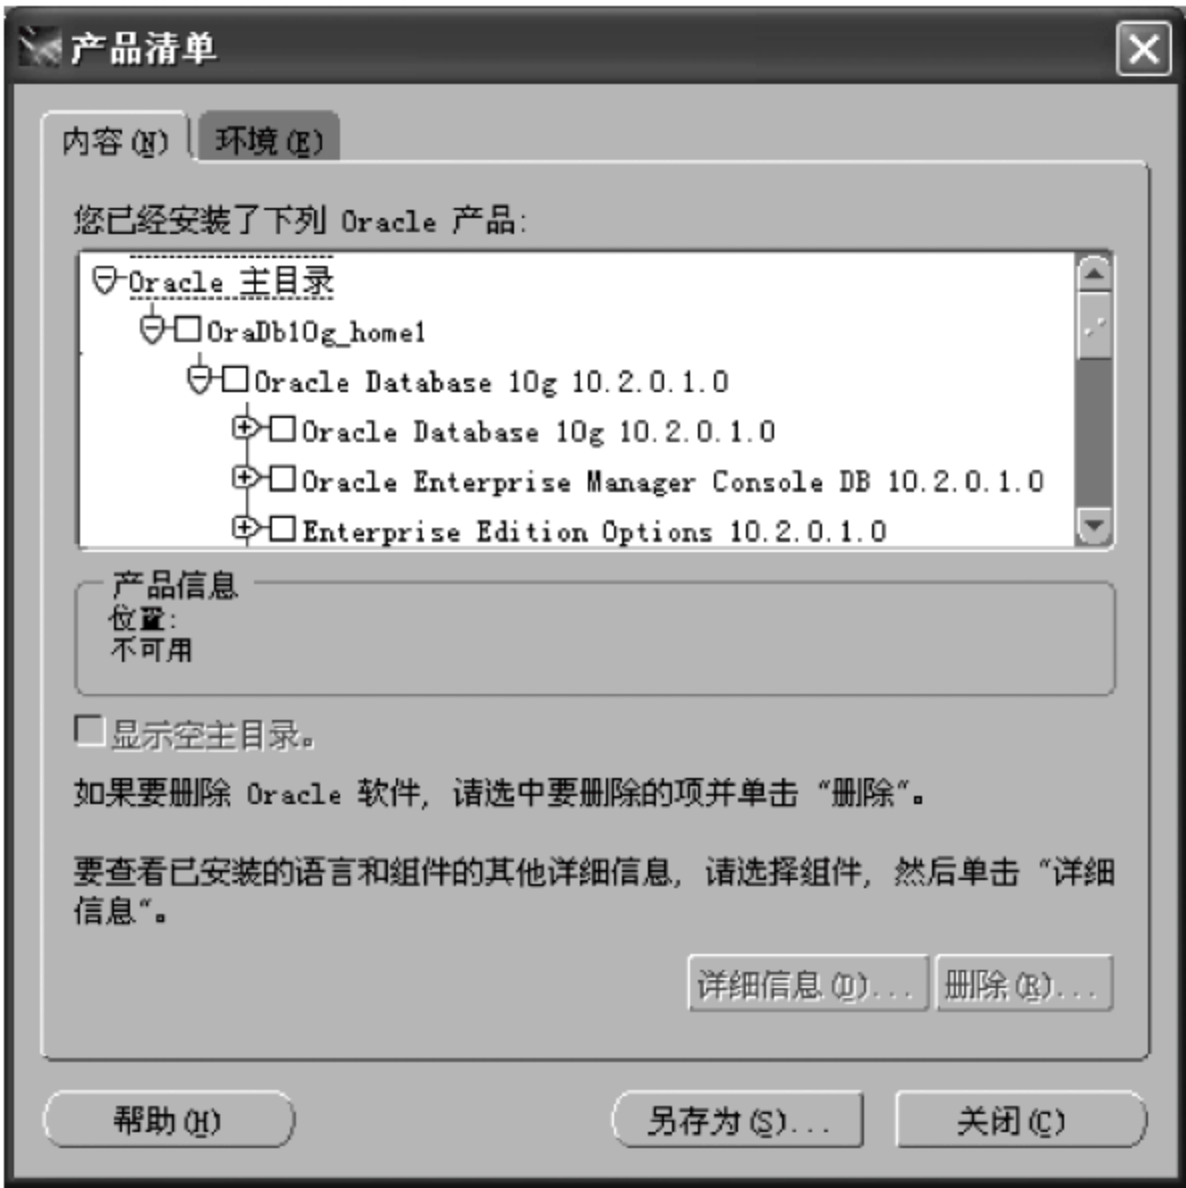 产品清单
内容(N) 环境(E)
您已经安装了下列 Oracle 产品:
Oracle 主目录
OraDb10g_home1
Oracle Database 10g 10.2.0.1.0
Oracle Database 10g 10.2.0.1.0
Oracle Enterprise Manager Console DB 10.2.0.1.0
Enterprise Edition Options 10.2.0.1.0
产品信息
位置:
不可用
显示空主目录。
如果要删除 Oracle 软件, 请选中要删除的项并单击 “删除”。
要查看已安装的语言和组件的其他详细信息, 请选择组件, 然后单击 “详细
信息”。
详细信息(D)... 删除(R)...
帮助(H) 另存为(S)... 关闭(C)